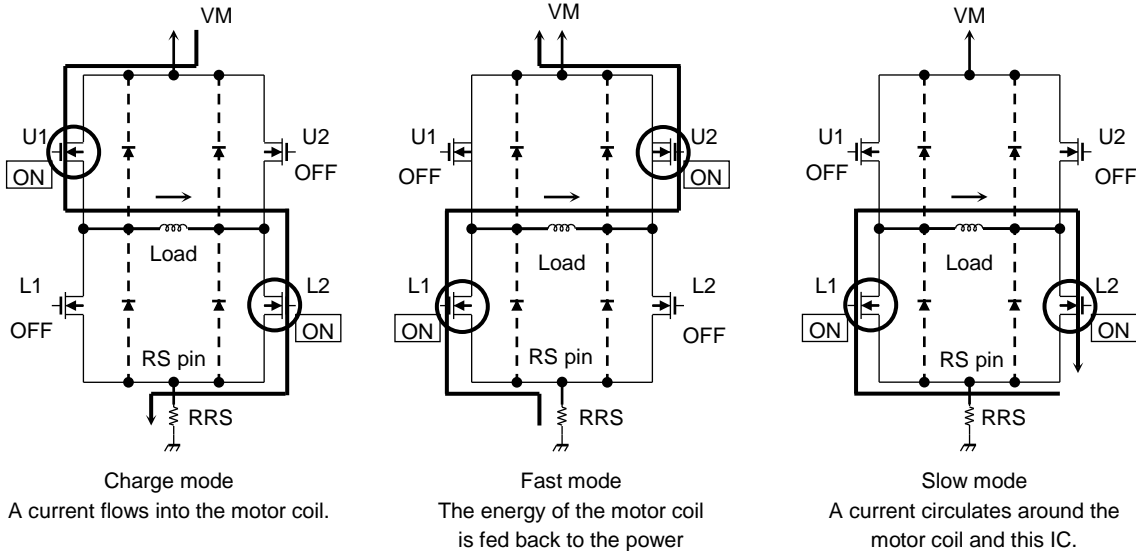 VM
U1
ON
U2
OFF
Load
L1
OFF
L2
ON
RS pin
RRS
Charge mode
A current flows into the motor coil.
VM
U1
OFF
U2
ON
Load
L1
ON
L2
OFF
RS pin
RRS
Fast mode
The energy of the motor coil
is fed back to the power
VM
U1
OFF
U2
OFF
Load
L1
ON
L2
ON
RS pin
RRS
Slow mode
A current circulates around the
motor coil and this IC.